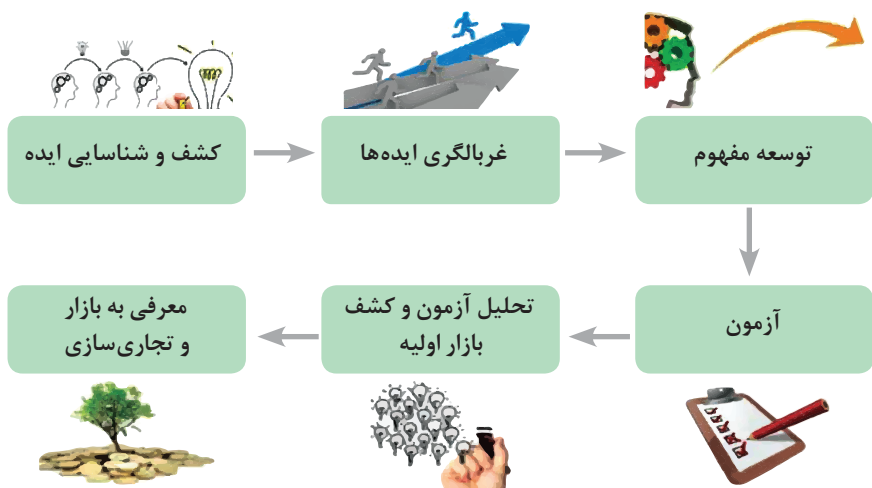 کشف و شناسایی ایده
غربالگری ایده‌ها
توسعه مفهوم
آزمون
تحلیل آزمون و کشف
بازار اولیه
معرفی به بازار
و تجاری‌سازی